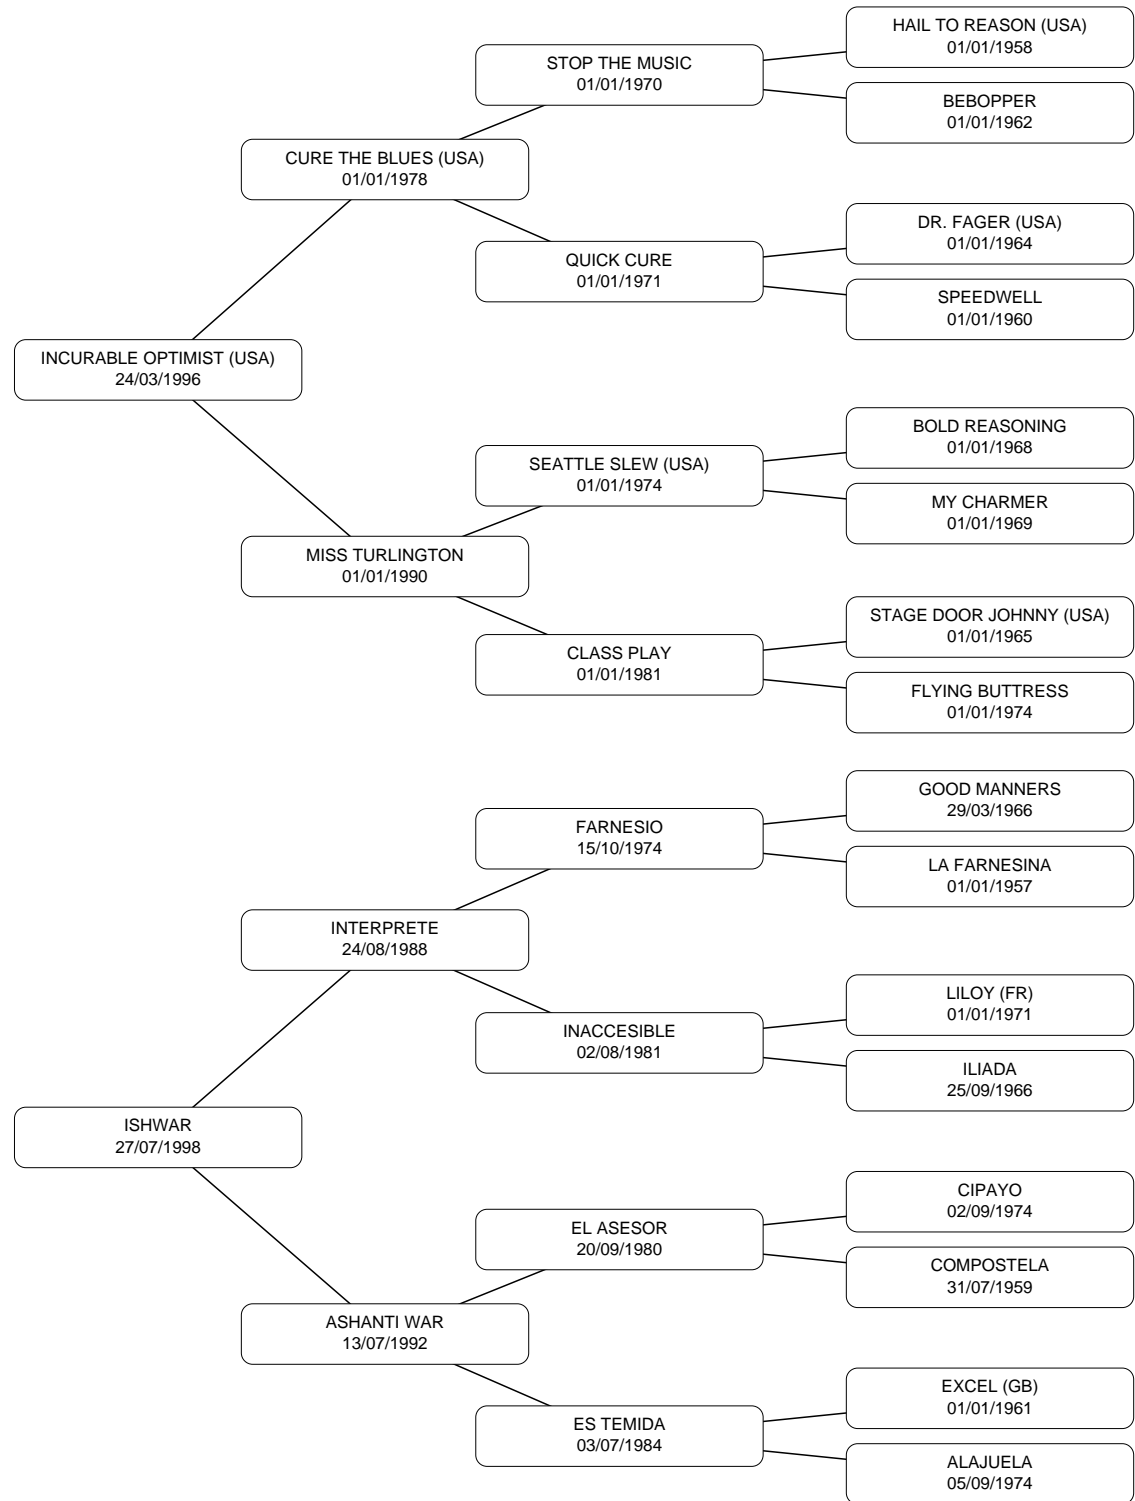 HAIL TO REASON (USA)
01/01/1958
STOP THE MUSIC
01/01/1970
BEBOPPER
01/01/1962
CURE THE BLUES (USA)
01/01/1978
DR. FAGER (USA)
01/01/1964
QUICK CURE
01/01/1971
SPEEDWELL
01/01/1960
INCURABLE OPTIMIST (USA)
24/03/1996
BOLD REASONING
01/01/1968
SEATTLE SLEW (USA)
01/01/1974
MY CHARMER
01/01/1969
MISS TURLINGTON
01/01/1990
STAGE DOOR JOHNNY (USA)
01/01/1965
CLASS PLAY
01/01/1981
FLYING BUTTRESS
01/01/1974
GOOD MANNERS
29/03/1966
FARNESIO
15/10/1974
LA FARNESINA
01/01/1957
INTERPRETE
24/08/1988
LILOY (FR)
01/01/1971
INACCESIBLE
02/08/1981
ILIADA
25/09/1966
ISHWAR
27/07/1998
CIPAYO
02/09/1974
EL ASESOR
20/09/1980
COMPOSTELA
31/07/1959
ASHANTI WAR
13/07/1992
EXCEL (GB)
01/01/1961
ES TEMIDA
03/07/1984
ALAJUELA
05/09/1974